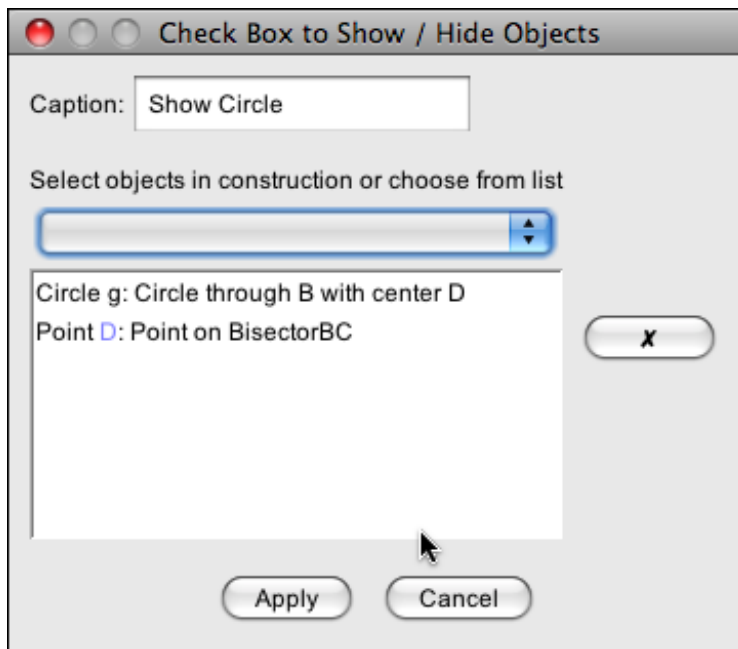 Check Box to Show / Hide Objects
Caption: Show Circle
Select objects in construction or choose from list
Circle g: Circle through B with center D
Point D: Point on BisectorBC
✗
Apply Cancel